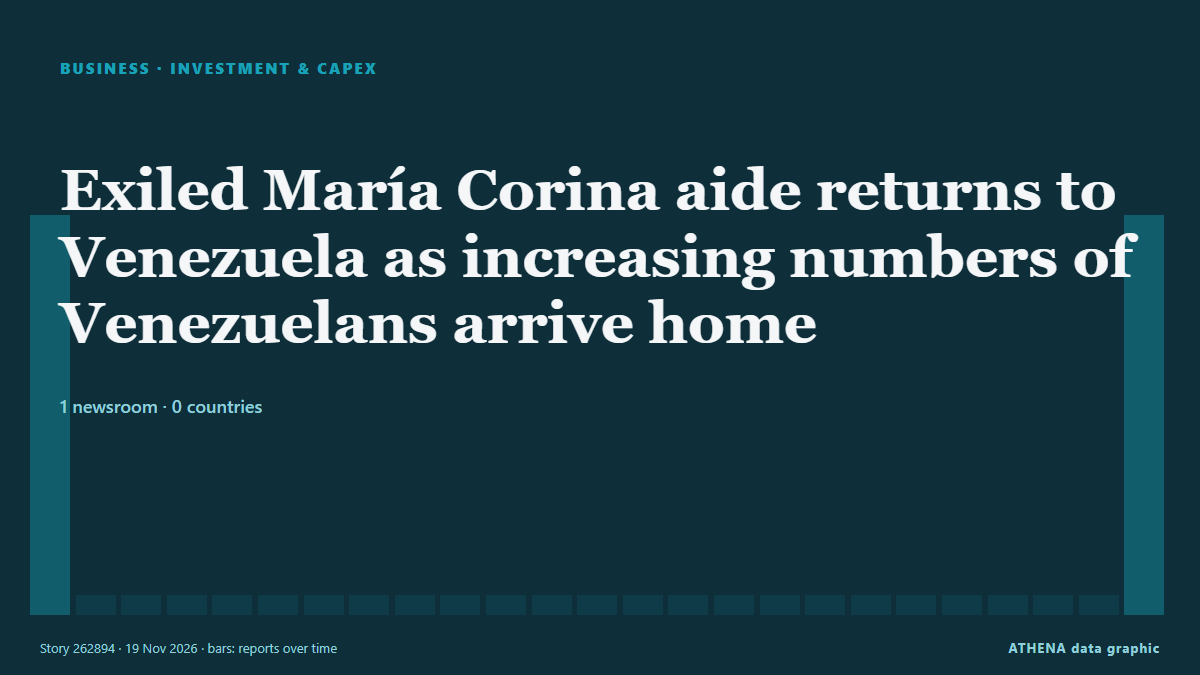 BUSINESS · INVESTMENT & CAPEX
Exiled María Corina aide returns to
Venezuela as increasing numbers of
Venezuelans arrive home
1 newsroom · 0 countries
Story 262894 · 19 Nov 2026 · bars: reports over time
ATHENA data graphic